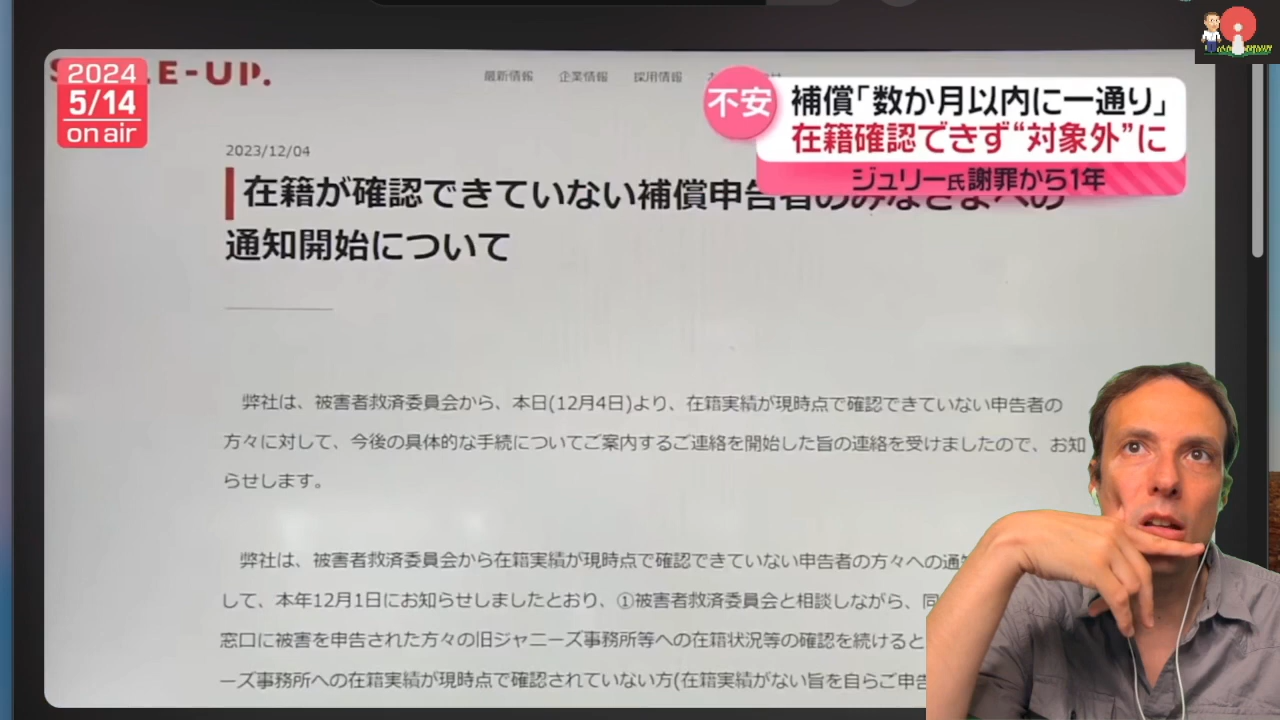 E-UP.
2024
5/14
on air
最新情報 企業情報 採用情報
不安
補償「数か月以内に一通り」
在籍確認できず“対象外”に
ジュリー氏謝罪から1年
2023/12/04
在籍が確認できていない補償申告者のみなさまへの
通知開始について
弊社は、被害者救済委員会から、本日(12月4日)より、在籍実績が現時点で確認できていない申告者の
方々に対して、今後の具体的な手続についてご案内するご連絡を開始した旨の連絡を受けましたので、お知
らせします。
弊社は、被害者救済委員会から在籍実績が現時点で確認できていない申告者の方々への通
して、本年12月1日にお知らせしましたとおり、①被害者救済委員会と相談しながら、同
窓口に被害を申告された方々の旧ジャニーズ事務所等への在籍状況等の確認を続けると
ーズ事務所への在籍実績が現時点で確認されていない方(在籍実績がない旨を自らご申告